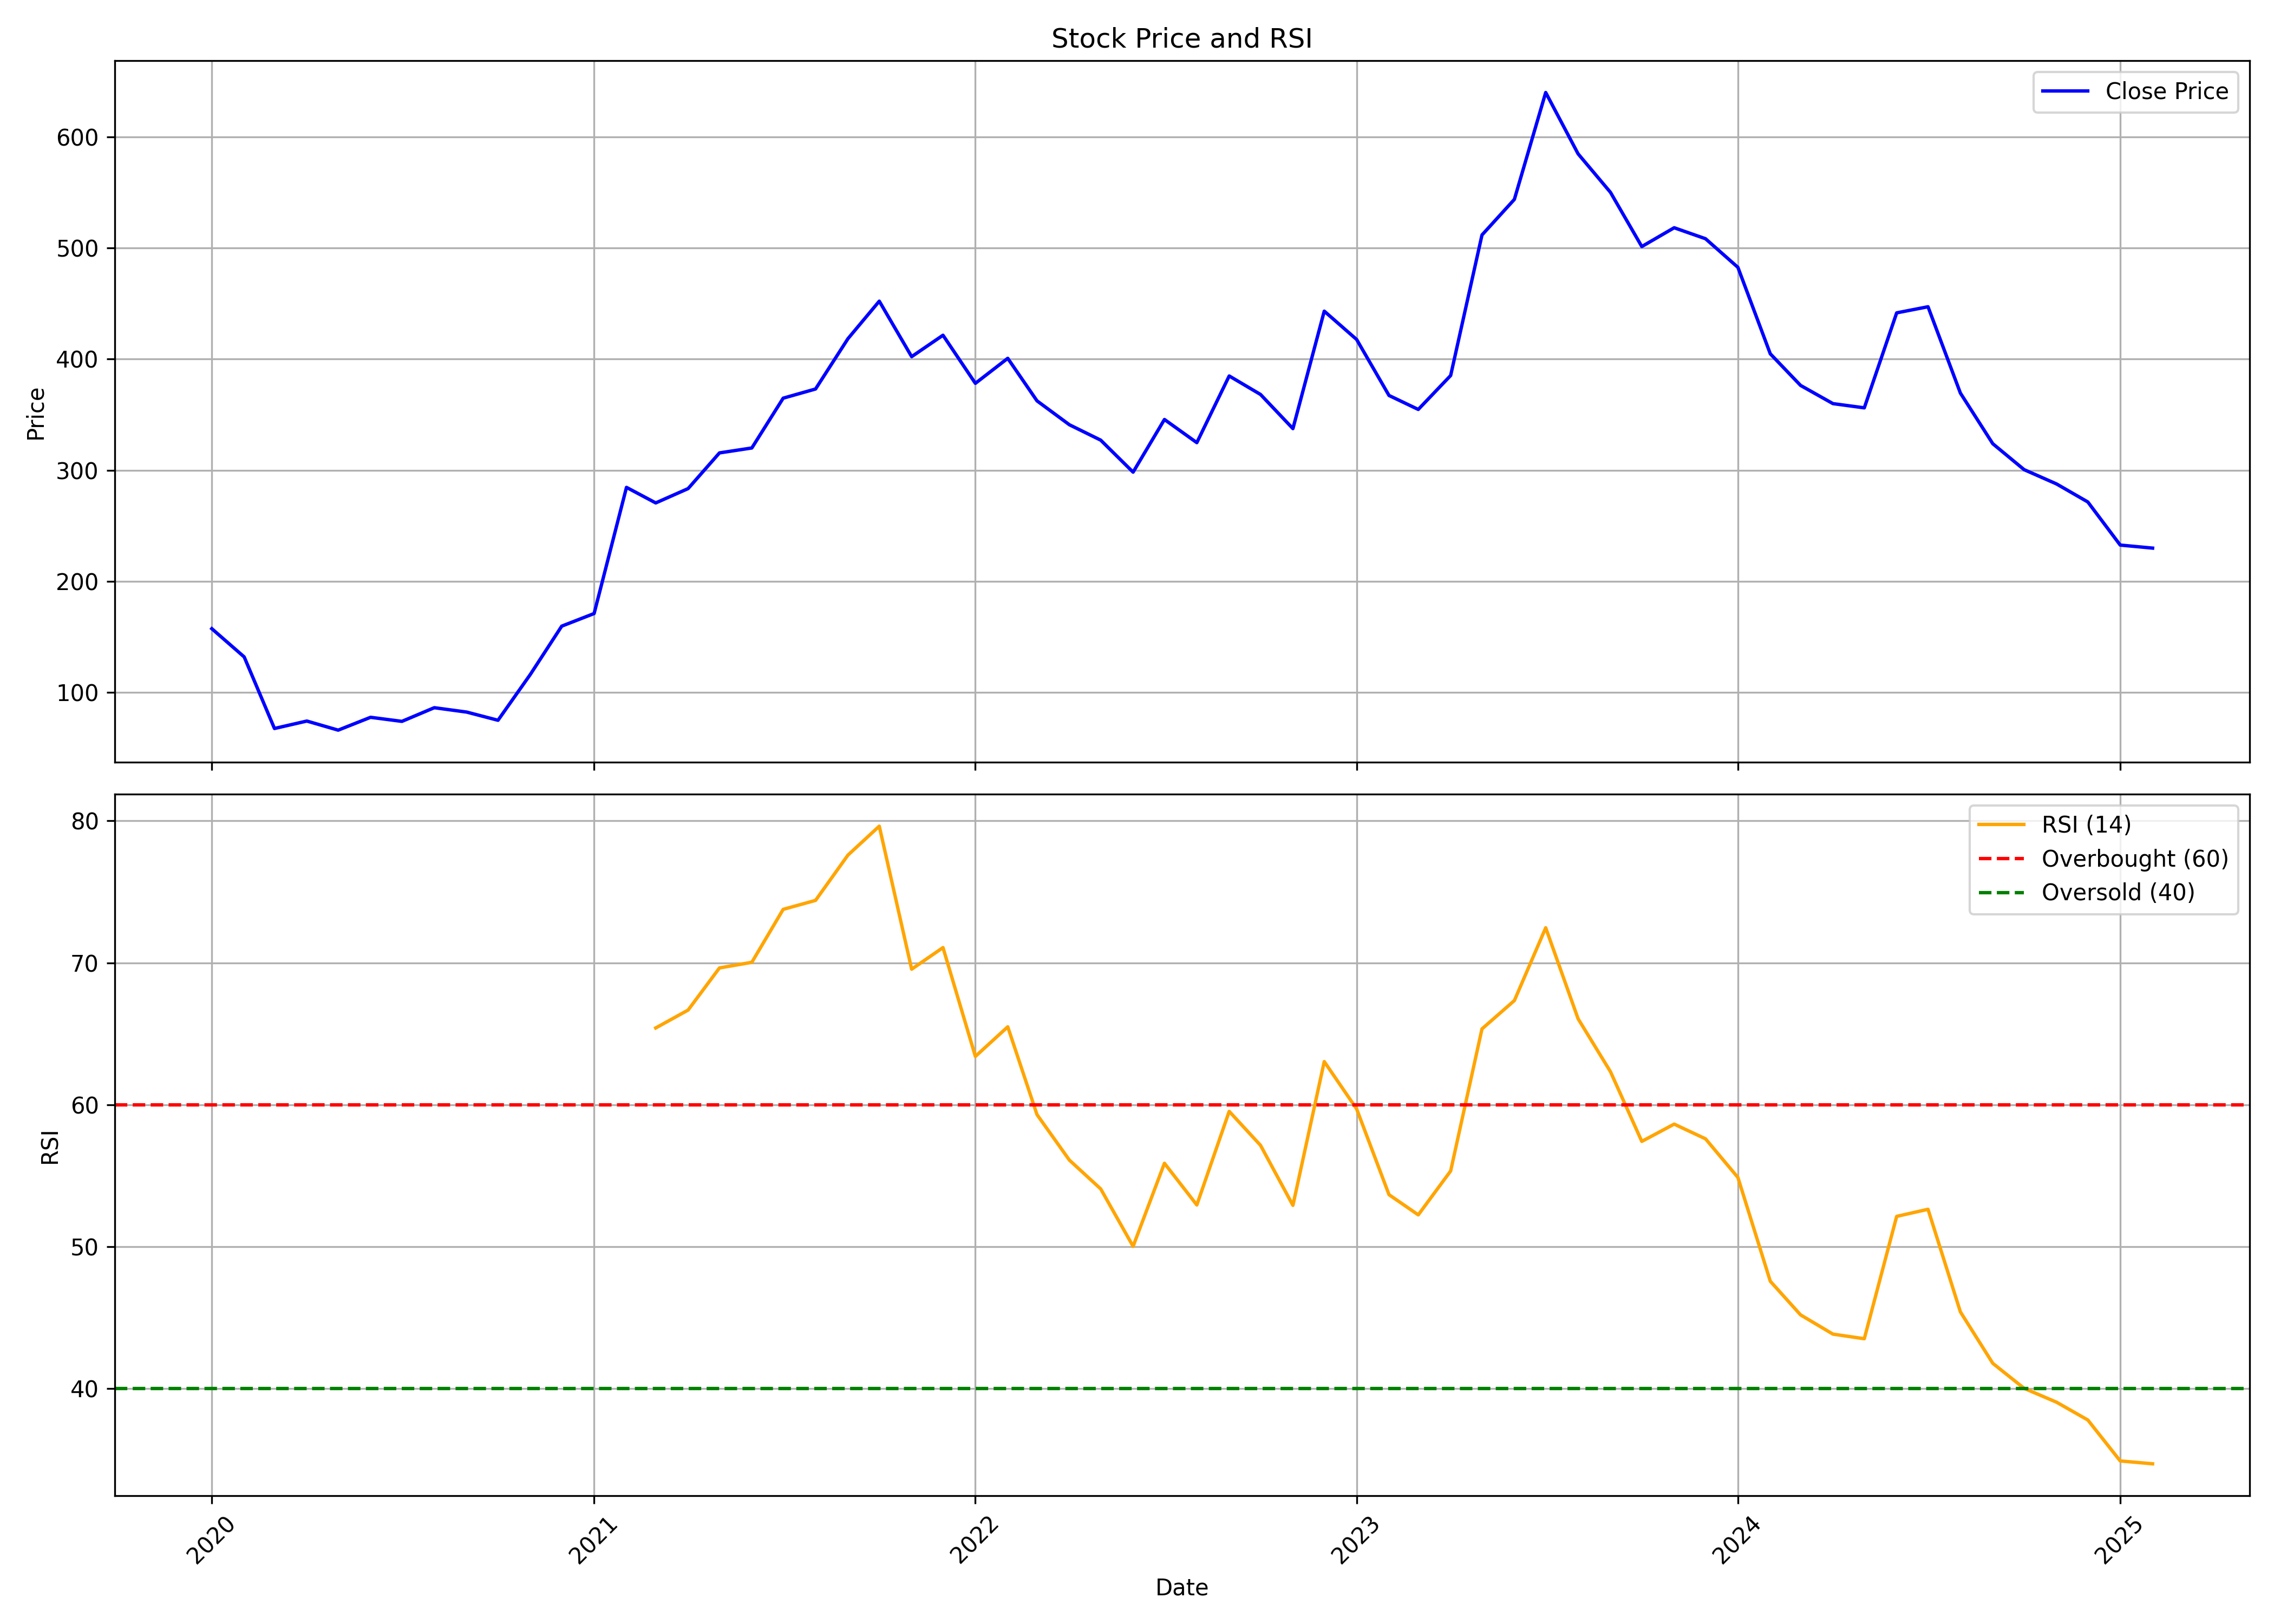 Stock Price and RSI
Close Price
600
500
400
300
200
100
Price
80
70
60
50
40
RSI
RSI (14)
Overbought (60)
Oversold (40)
2020
2021
2022
2023
2024
2025
Date